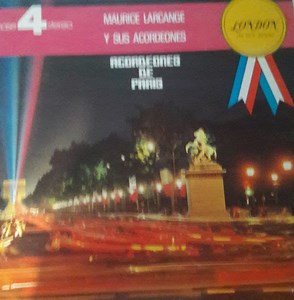 4
MAURICE LARCANGE
Y SUS ACORDEONES
ACORDEONES
DE
PARIS
LONDON